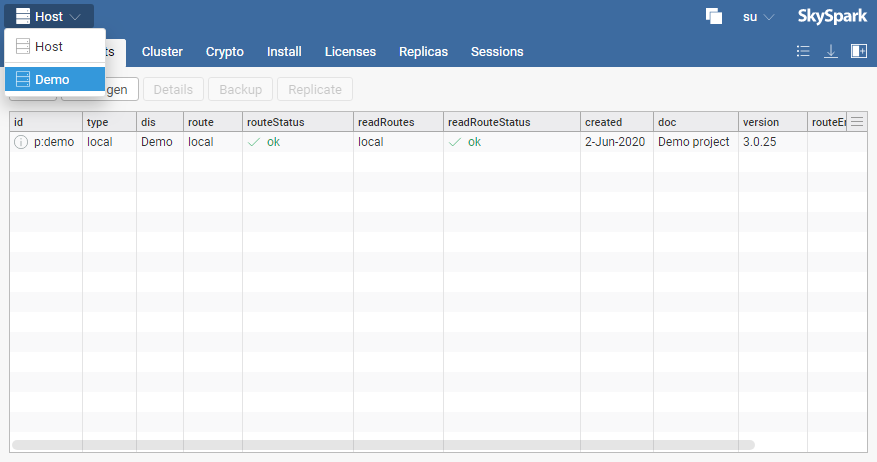 Host su SkySpark
Host
Cluster Crypto Install Licenses Replicas Sessions
Demo
Details Backup Replicate
id type dis route routeStatus readRoutes readRouteStatus created doc version
p:demo local Demo local ok local ok 2-Jun-2020 Demo project 3.0.25